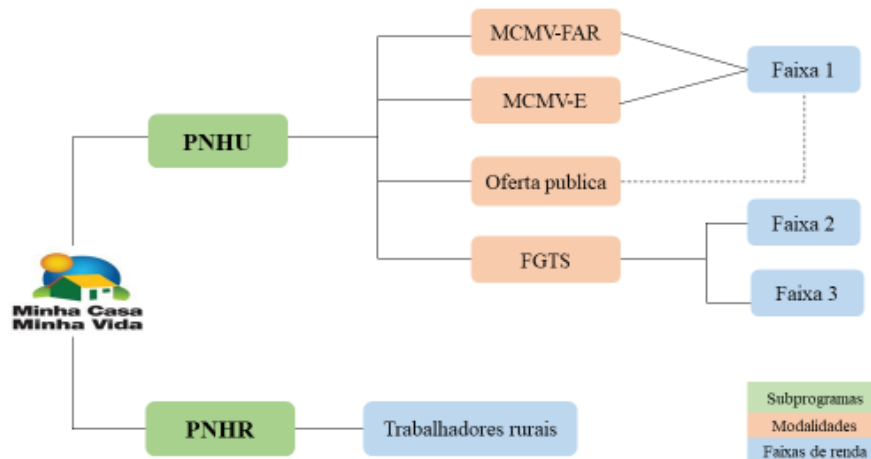 MCMV-FAR
Faixa 1
MCMV-E
PNHU
Oferta publica
Faixa 2
FGTS
Faixa 3
Minha Casa
Minha Vida
Subprogramas
PNHR
Trabalhadores rurais
Modalidades
Faixas de renda